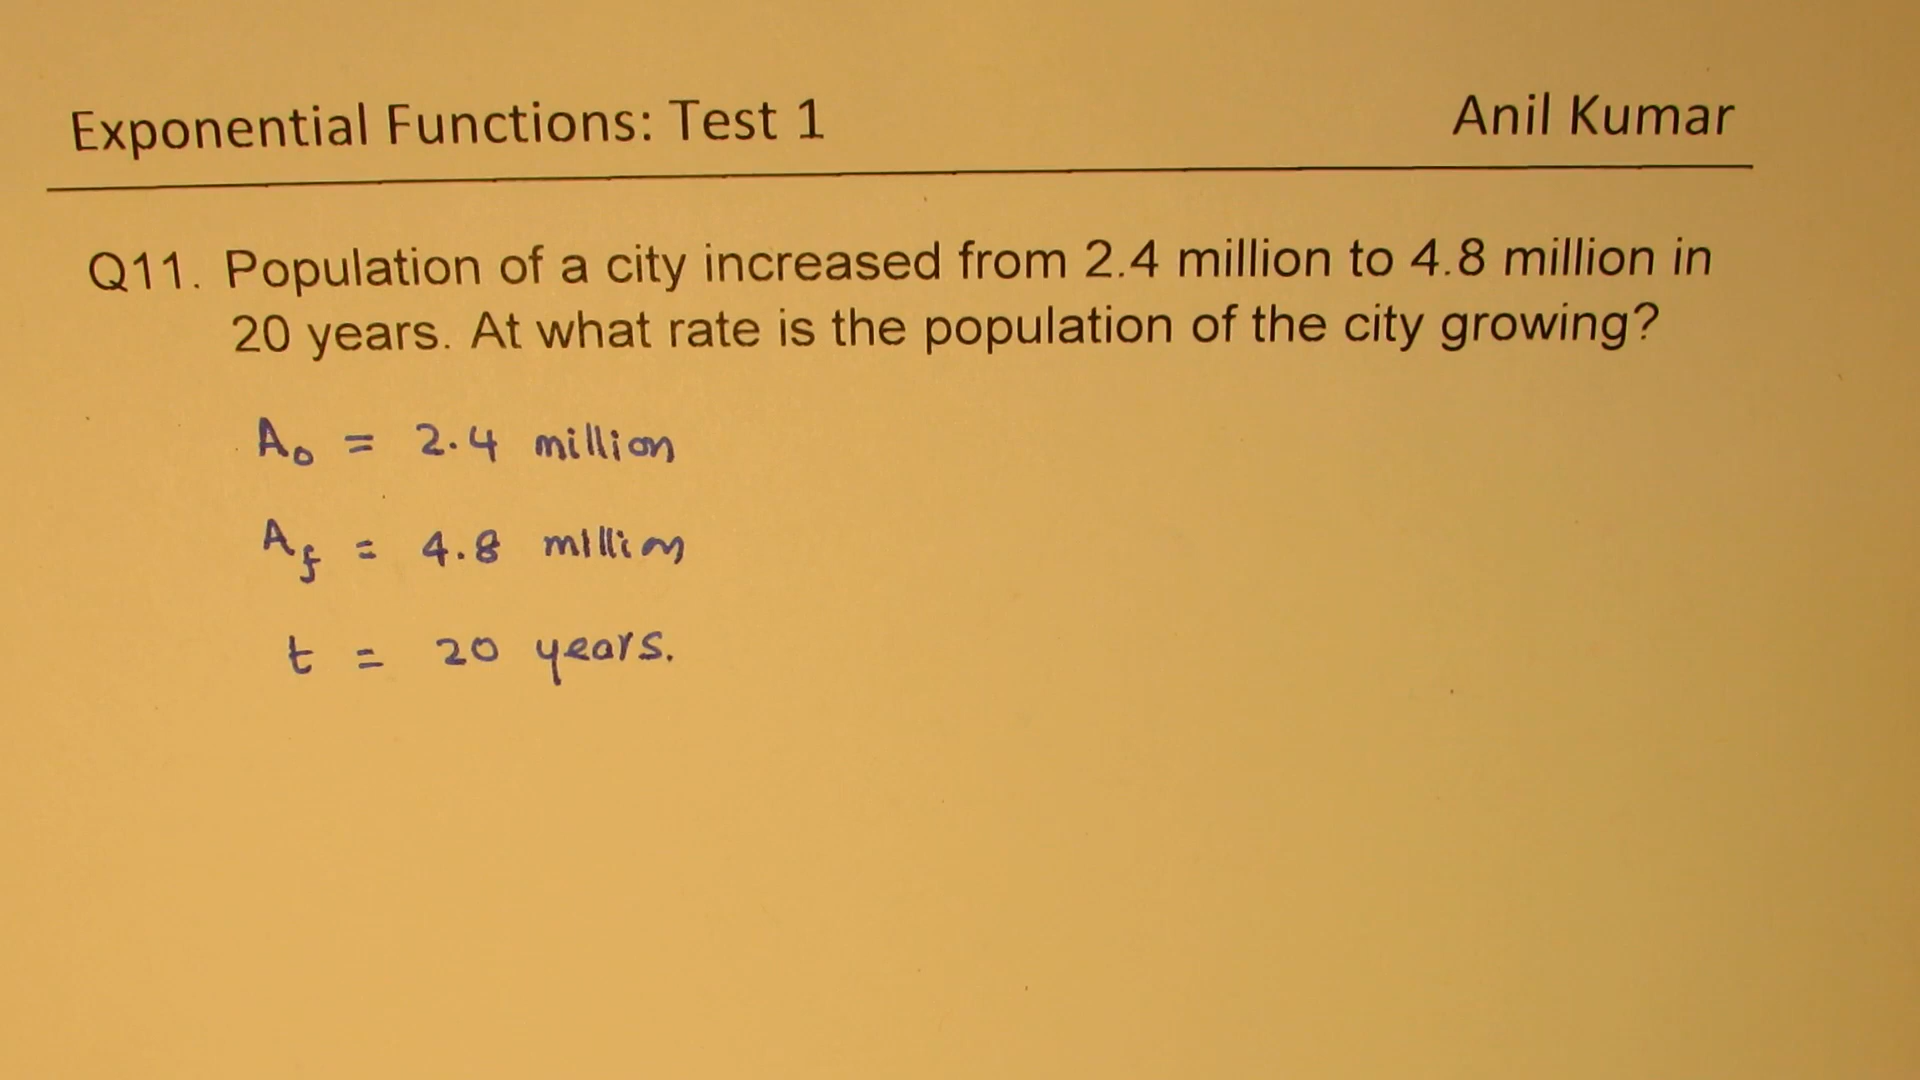 Exponential Functions: Test 1 Anil Kumar
Q11. Population of a city increased from 2.4 million to 4.8 million in
20 years. At what rate is the population of the city growing?
A₀ = 2.4 million
A_f = 4.8 million
t = 20 years.